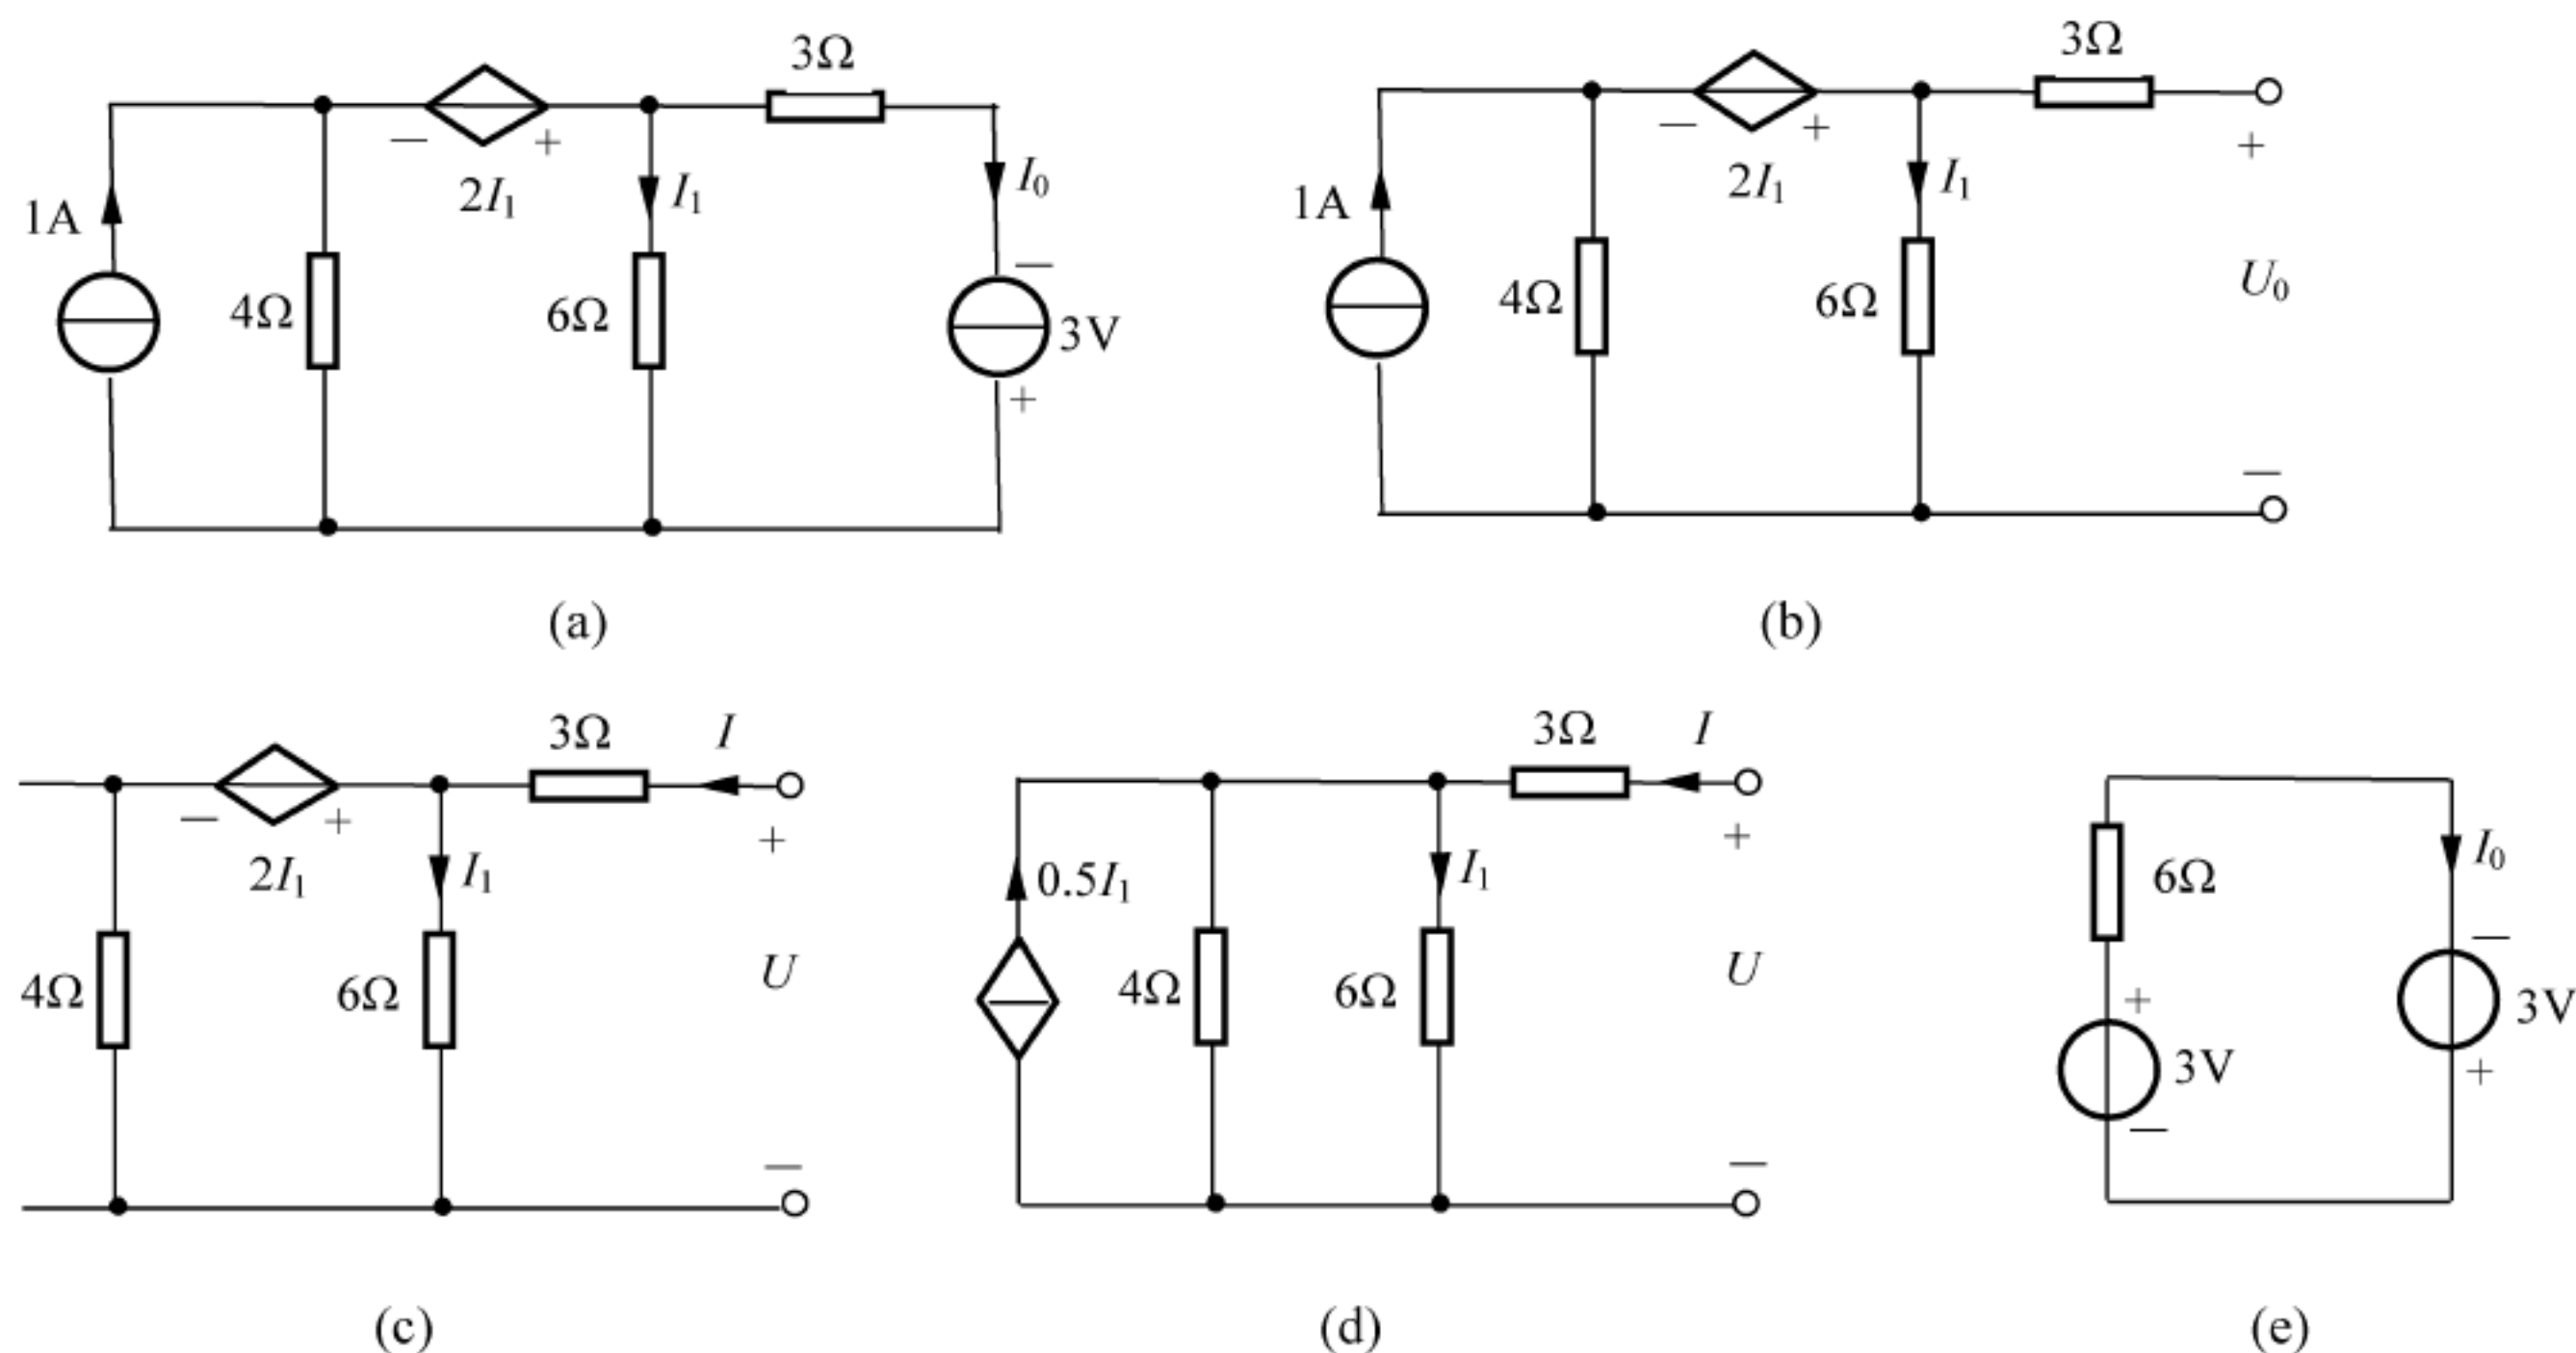 3Ω
− +
2I₁
1A
I₁
I₀
4Ω
6Ω
−
3V
+
(a)
3Ω
− +
2I₁
1A
I₁
+
4Ω
6Ω
U₀
−
(b)
3Ω
I
− +
2I₁
I₁
+
4Ω
6Ω
U
−
(c)
3Ω
I
0.5I₁
I₁
+
4Ω
6Ω
U
−
(d)
6Ω
I₀
+
3V
−
−
3V
+
(e)